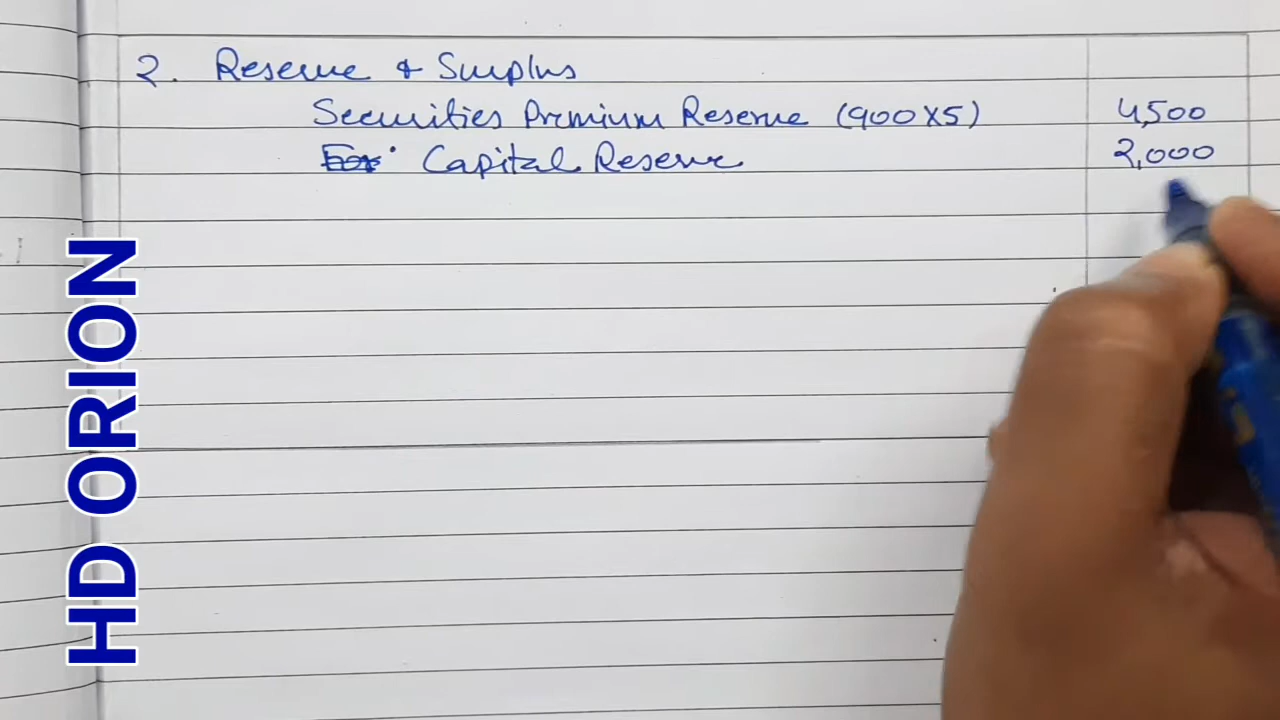 2. Reserve & Surplus
Securities Premium Reserve (900X5) 4,500
Capital Reserve 2,000
HD ORION